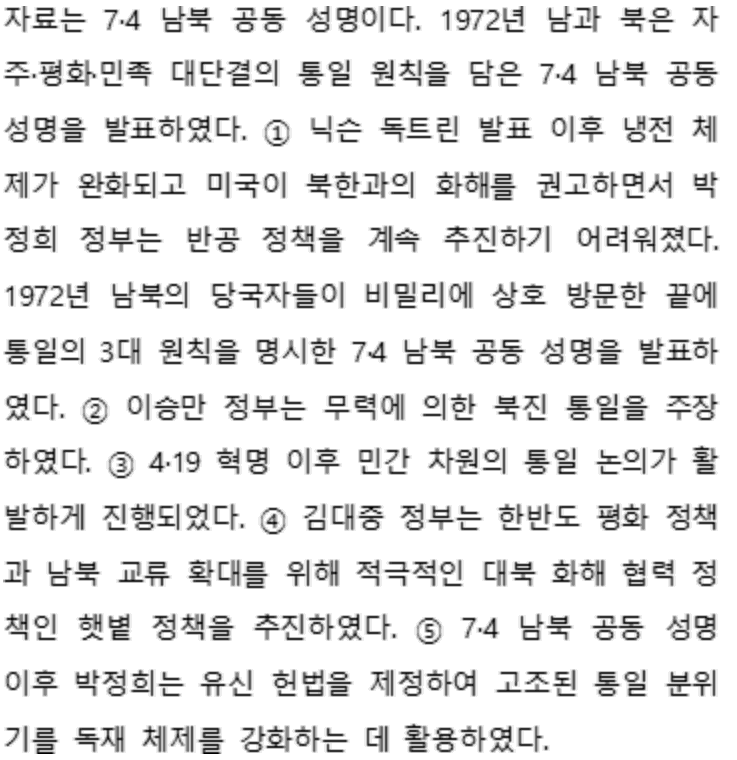 자료는 7·4 남북 공동 성명이다. 1972년 남과 북은 자
주·평화·민족 대단결의 통일 원칙을 담은 7·4 남북 공동
성명을 발표하였다. ① 닉슨 독트린 발표 이후 냉전 체
제가 완화되고 미국이 북한과의 화해를 권고하면서 박
정희 정부는 반공 정책을 계속 추진하기 어려워졌다.
1972년 남북의 당국자들이 비밀리에 상호 방문한 끝에
통일의 3대 원칙을 명시한 7·4 남북 공동 성명을 발표하
였다. ② 이승만 정부는 무력에 의한 북진 통일을 주장
하였다. ③ 4·19 혁명 이후 민간 차원의 통일 논의가 활
발하게 진행되었다. ④ 김대중 정부는 한반도 평화 정책
과 남북 교류 확대를 위해 적극적인 대북 화해 협력 정
책인 햇볕 정책을 추진하였다. ⑤ 7·4 남북 공동 성명
이후 박정희는 유신 헌법을 제정하여 고조된 통일 분위
기를 독재 체제를 강화하는 데 활용하였다.